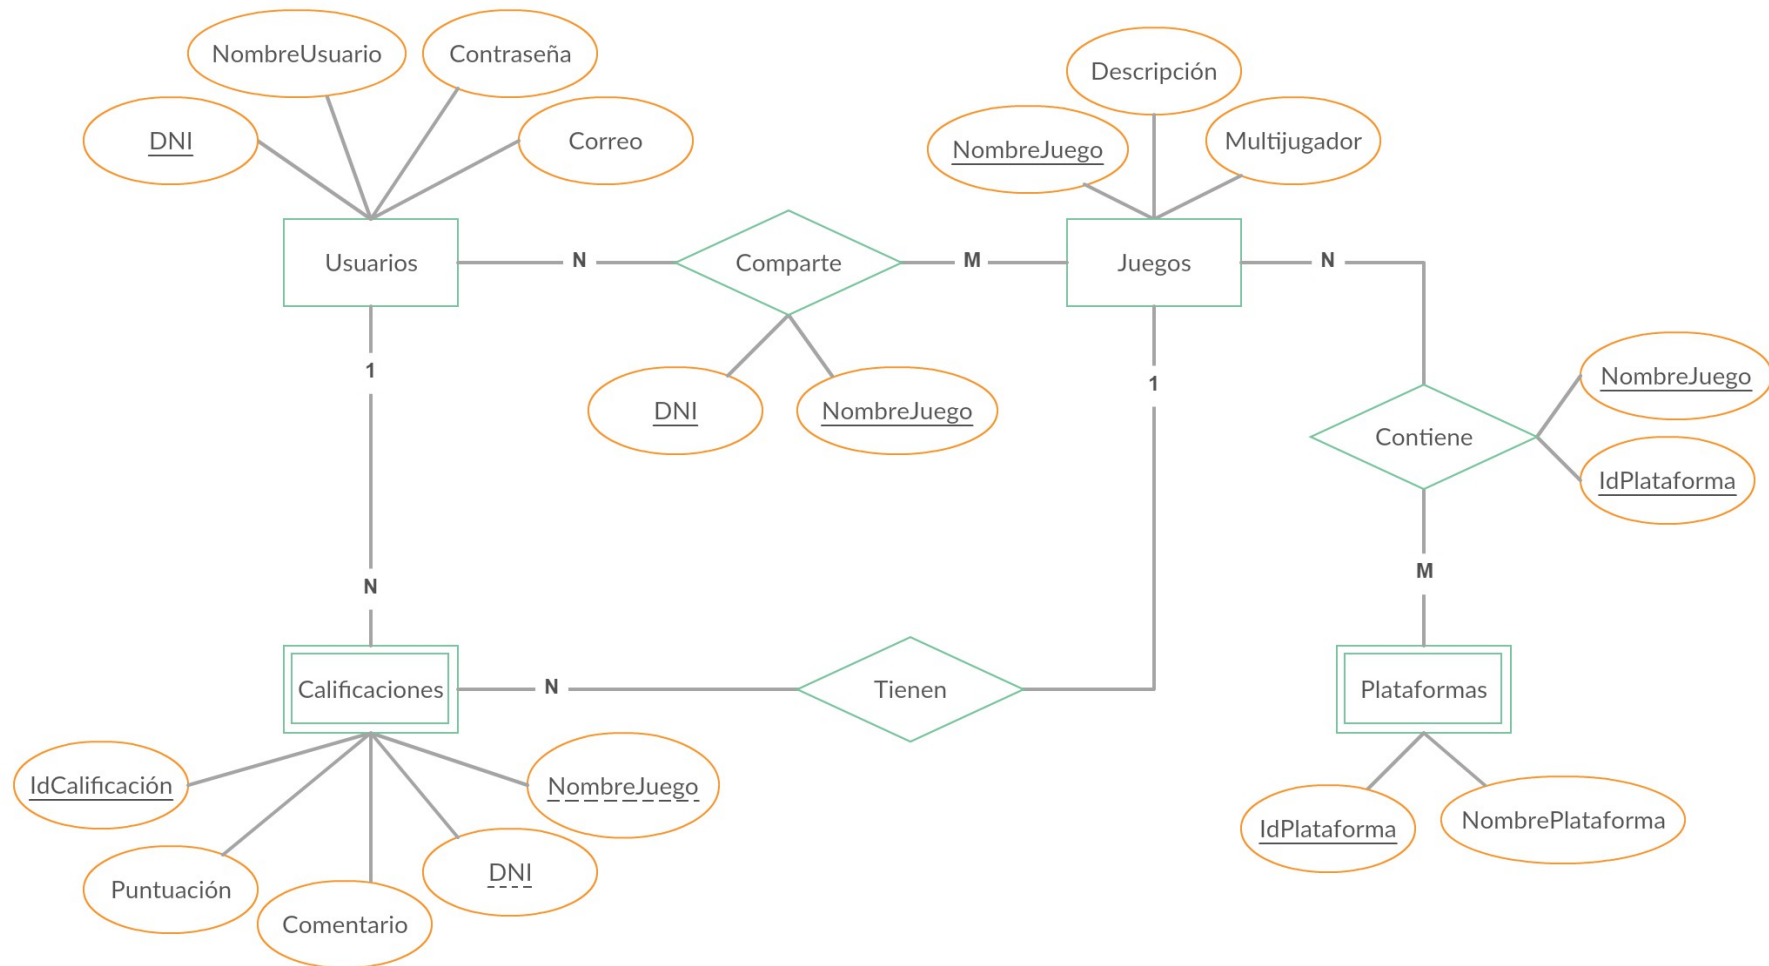 NombreUsuario
Contraseña
DNI
Correo
Descripción
NombreJuego
Multijugador
Usuarios
N
Comparte
M
Juegos
N
1
1
DNI
NombreJuego
NombreJuego
Contiene
IdPlataforma
N
M
Calificaciones
N
Tienen
Plataformas
IdCalificación
NombreJuego
Puntuación
DNI
Comentario
IdPlataforma
NombrePlataforma